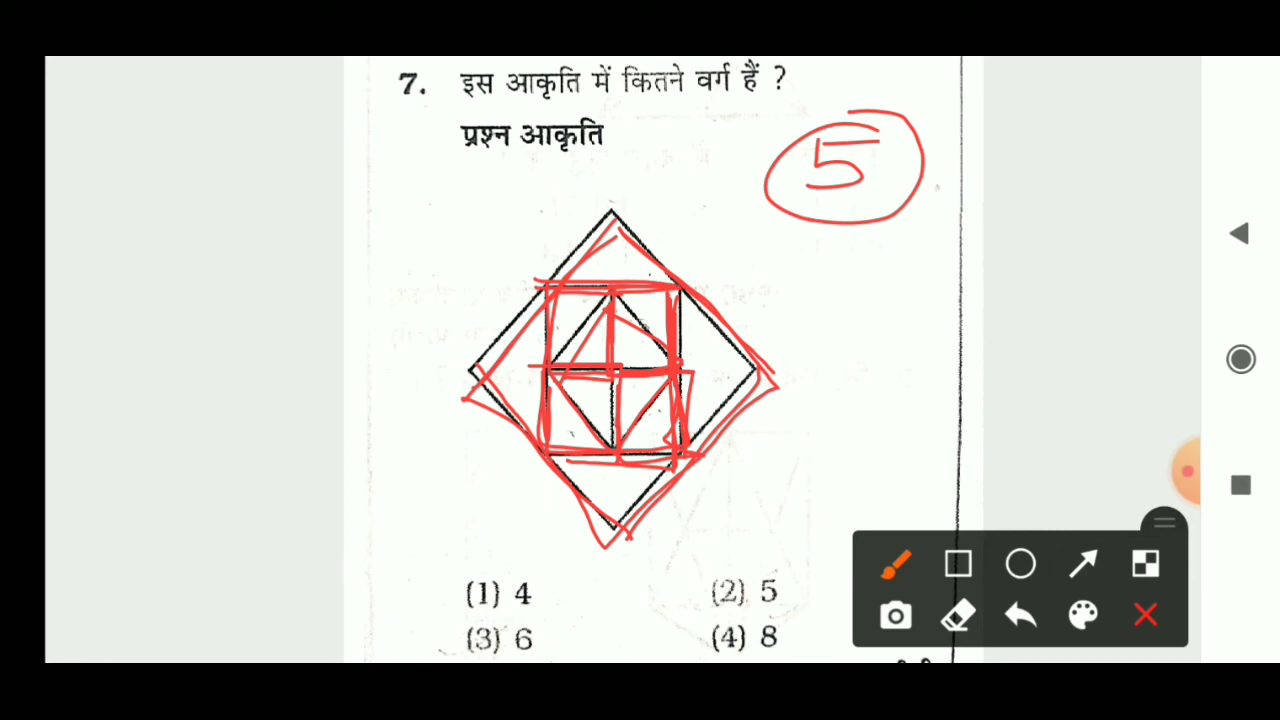 7. इस आकृति में कितने वर्ग हैं ?
प्रश्न आकृति
5
(1) 4 (2) 5
(3) 6 (4) 8